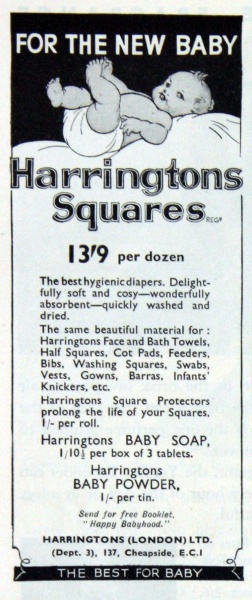 FOR THE NEW BABY
Harringtons
Squares REGD
13'9 per dozen
The best hygienic diapers. Delight-
fully soft and cosy—wonderfully
absorbent—quickly washed and
dried.
The same beautiful material for :
Harringtons Face and Bath Towels,
Half Squares, Cot Pads, Feeders,
Bibs, Washing Squares, Swabs,
Vests, Gowns, Barras, Infants'
Knickers, etc.
Harringtons Square Protectors
prolong the life of your Squares,
1/- per roll.
Harringtons BABY SOAP,
1/10½ per box of 3 tablets.
Harringtons
BABY POWDER,
1/- per tin.
Send for free Booklet,
"Happy Babyhood."
HARRINGTONS (LONDON) LTD.
(Dept. 3), 137, Cheapside, E.C.1
THE BEST FOR BABY